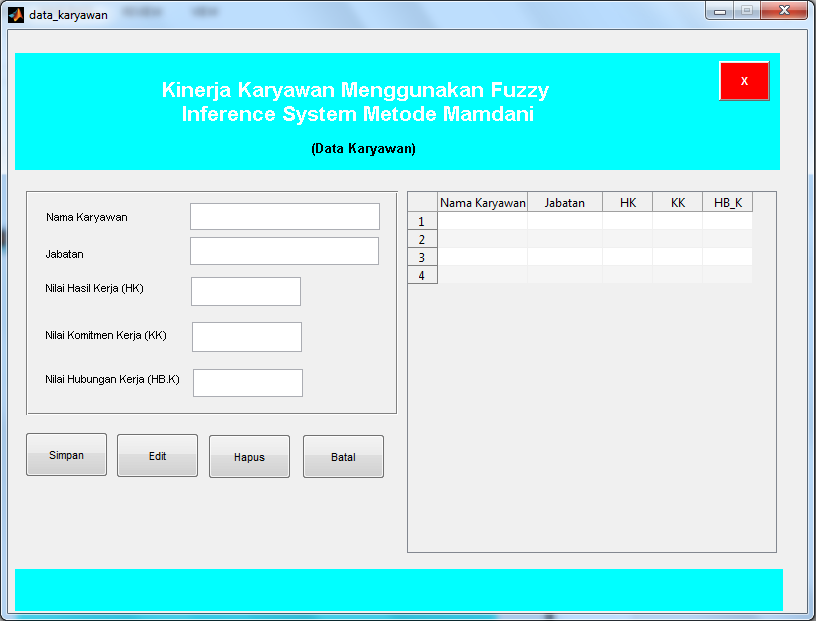 data_karyawan
X
Kinerja Karyawan Menggunakan Fuzzy
Inference System Metode Mamdani
(Data Karyawan)
Nama Karyawan
Jabatan
Nilai Hasil Kerja (HK)
Nilai Komitmen Kerja (KK)
Nilai Hubungan Kerja (HB.K)
Simpan Edit Hapus Batal
Nama Karyawan Jabatan HK KK HB_K
1
2
3
4